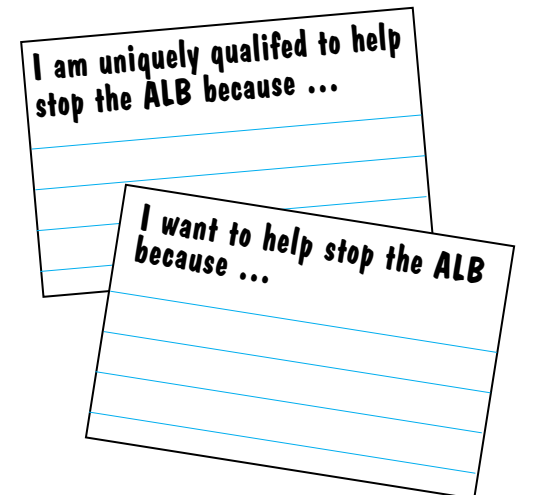 I am uniquely qualifed to help
stop the ALB because ...
I want to help stop the ALB
because ...